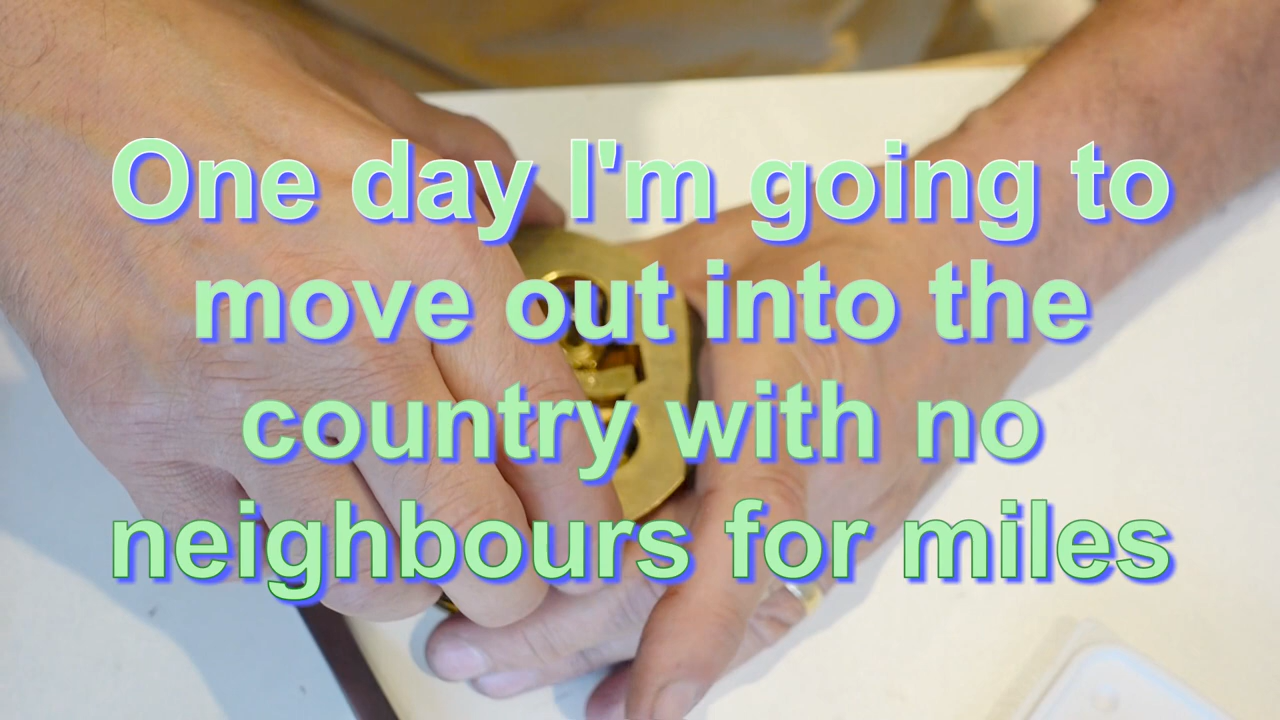 One day I'm going to
move out into the
country with no
neighbours for miles